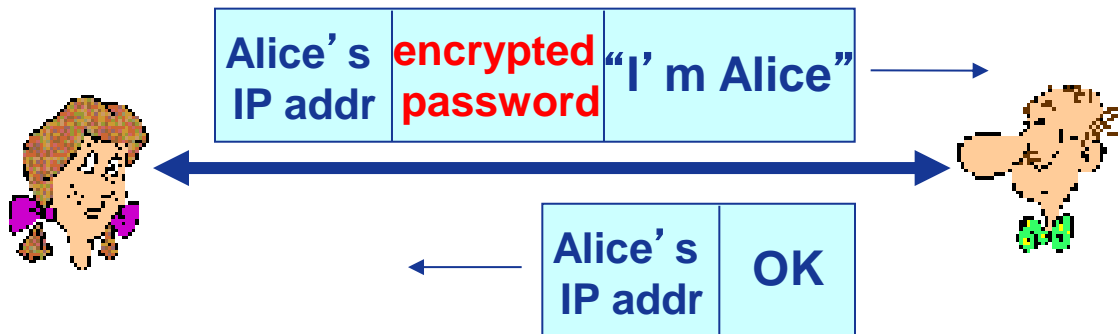 Alice’s
IP addr
encrypted
password
“I’m Alice”
Alice’s
IP addr
OK